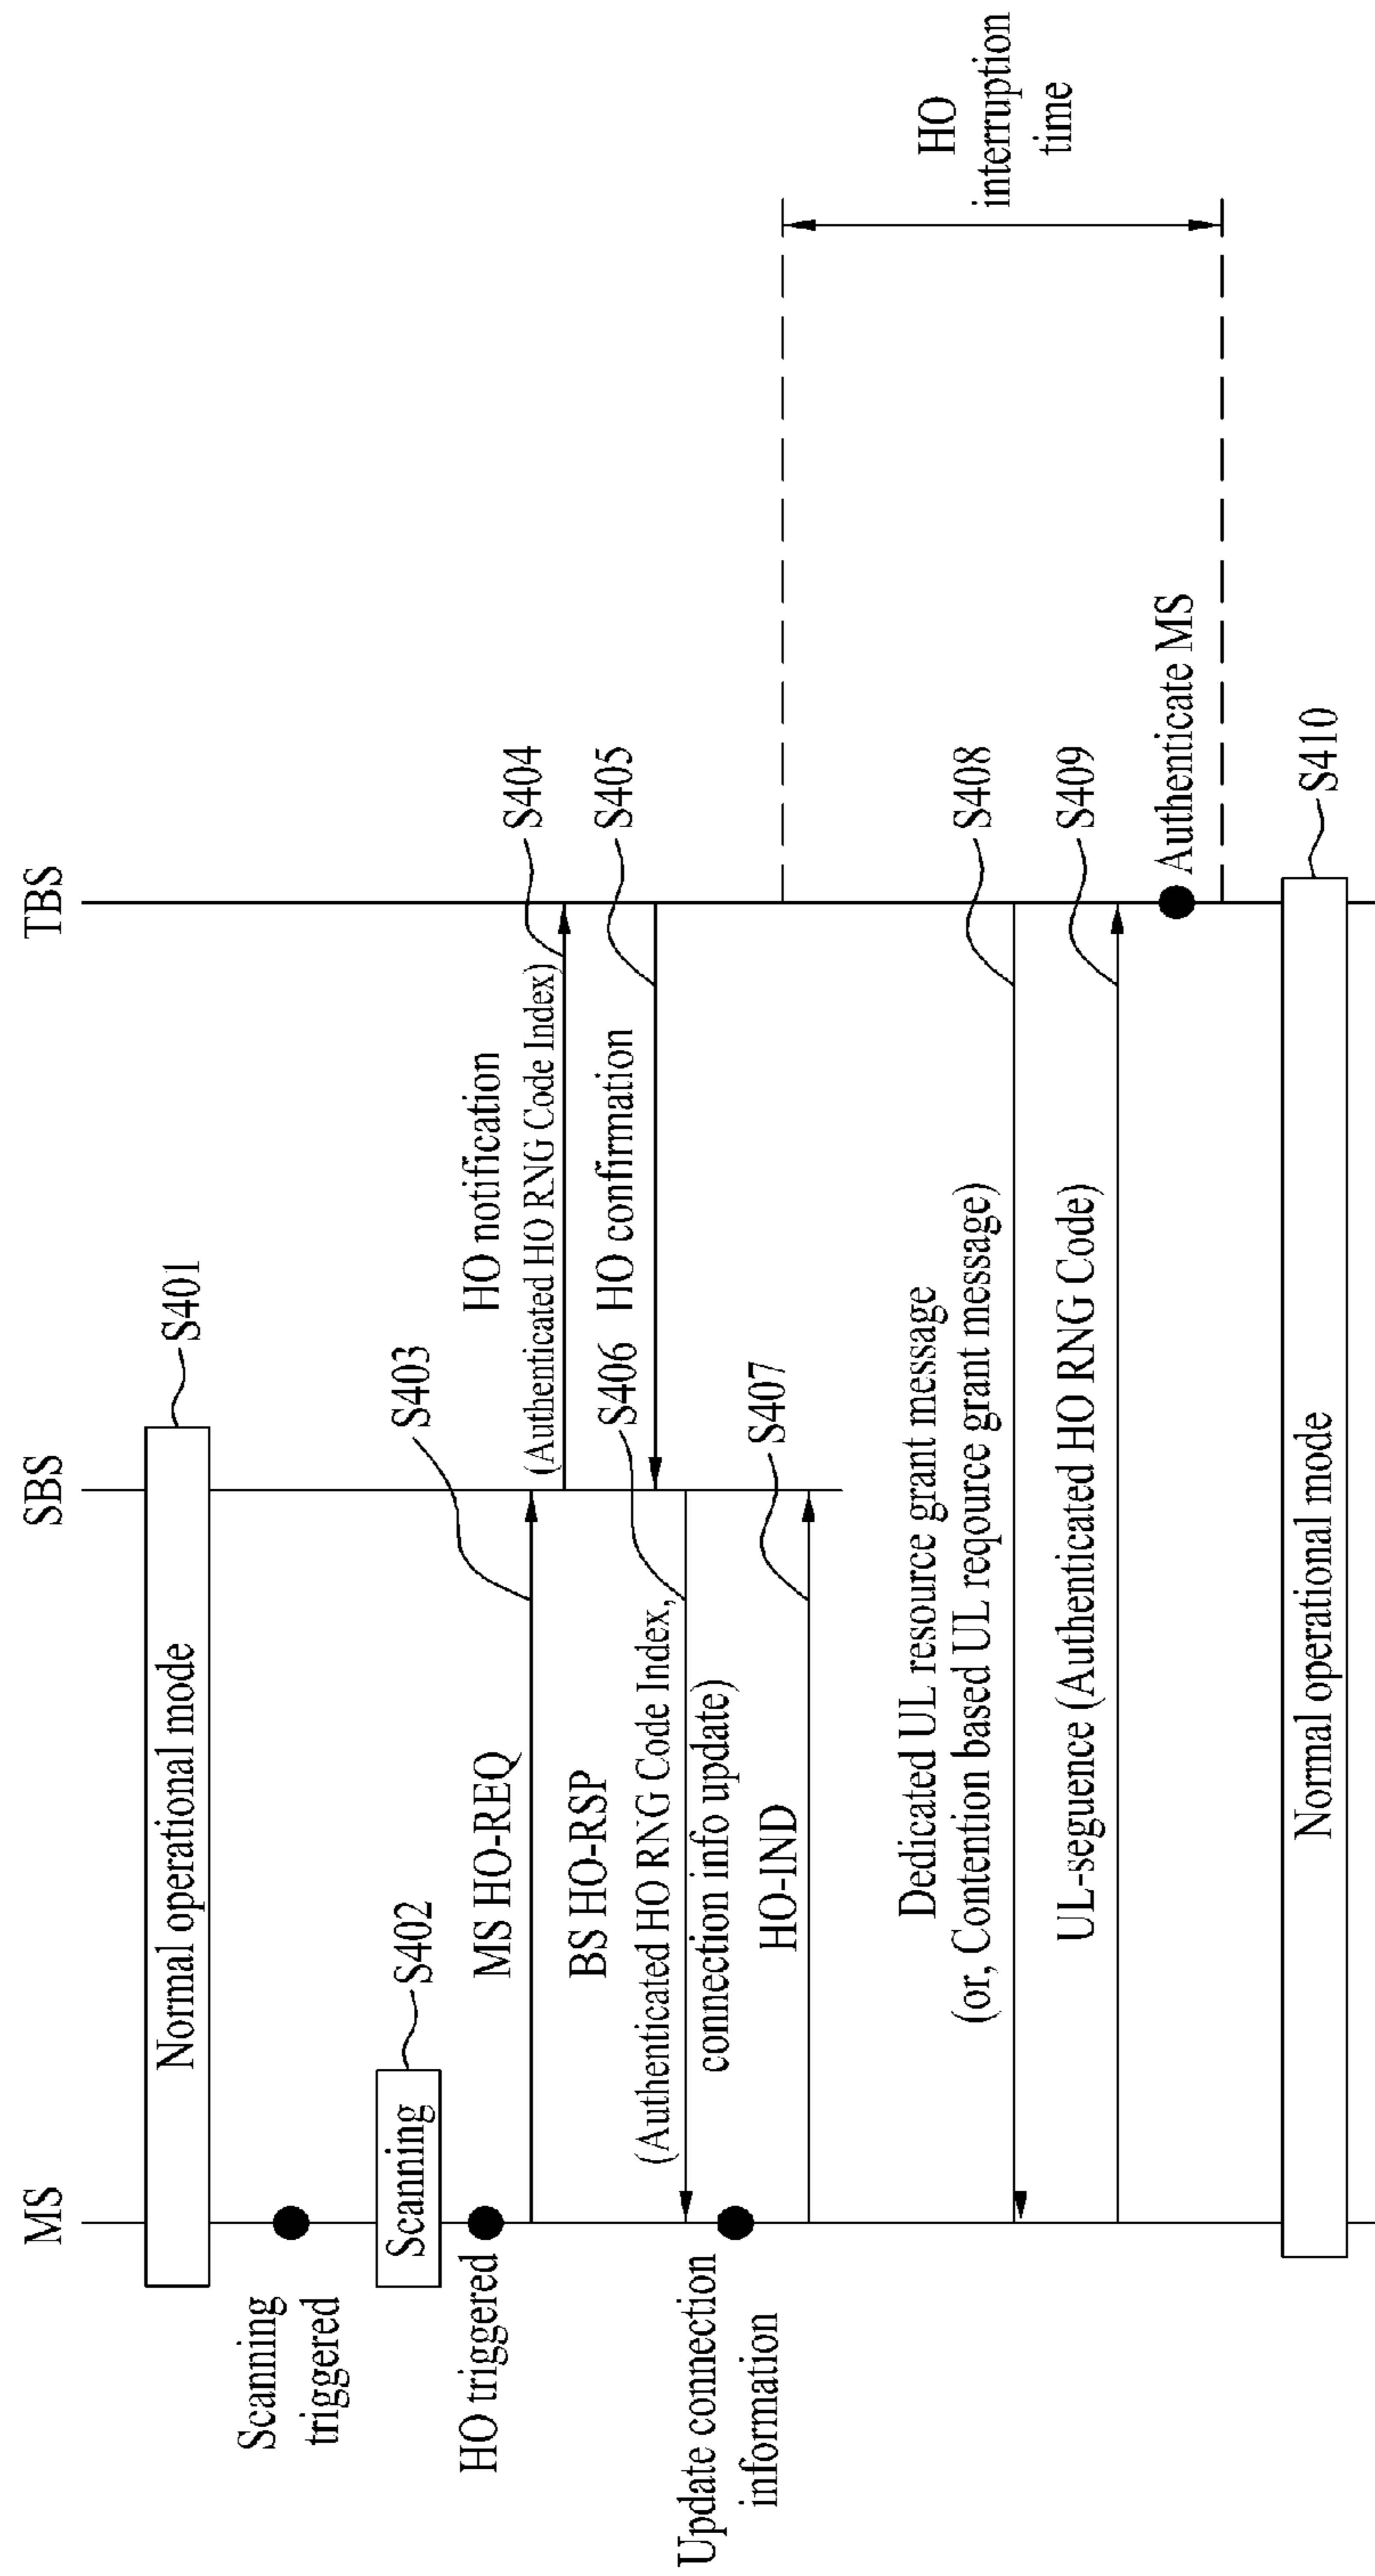 MS
SBS
TBS
Normal operational mode
S401
Scanning
triggered
Scanning
S402
HO triggered
MS HO-REQ
S403
HO notification
(Authenticated HO RNG Code Index)
S404
HO confirmation
S405
BS HO-RSP
(Authenticated HO RNG Code Index,
connection info update)
S406
Update connection
information
HO-IND
S407
HO
interruption
time
Dedicated UL resource grant message
(or, Contention based UL reqource grant message)
S408
UL-seguence (Authenticated HO RNG Code)
S409
Authenticate MS
Normal operational mode
S410